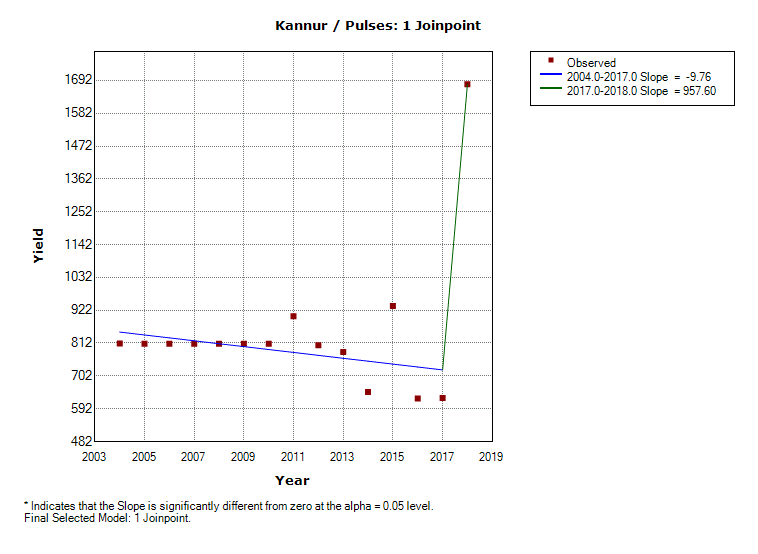 Kannur / Pulses: 1 Joinpoint
Observed
2004.0-2017.0 Slope = -9.76
2017.0-2018.0 Slope = 957.60
Yield
1692
1582
1472
1362
1252
1142
1032
922
812
702
592
482
2003 2005 2007 2009 2011 2013 2015 2017 2019
Year
* Indicates that the Slope is significantly different from zero at the alpha = 0.05 level.
Final Selected Model: 1 Joinpoint.